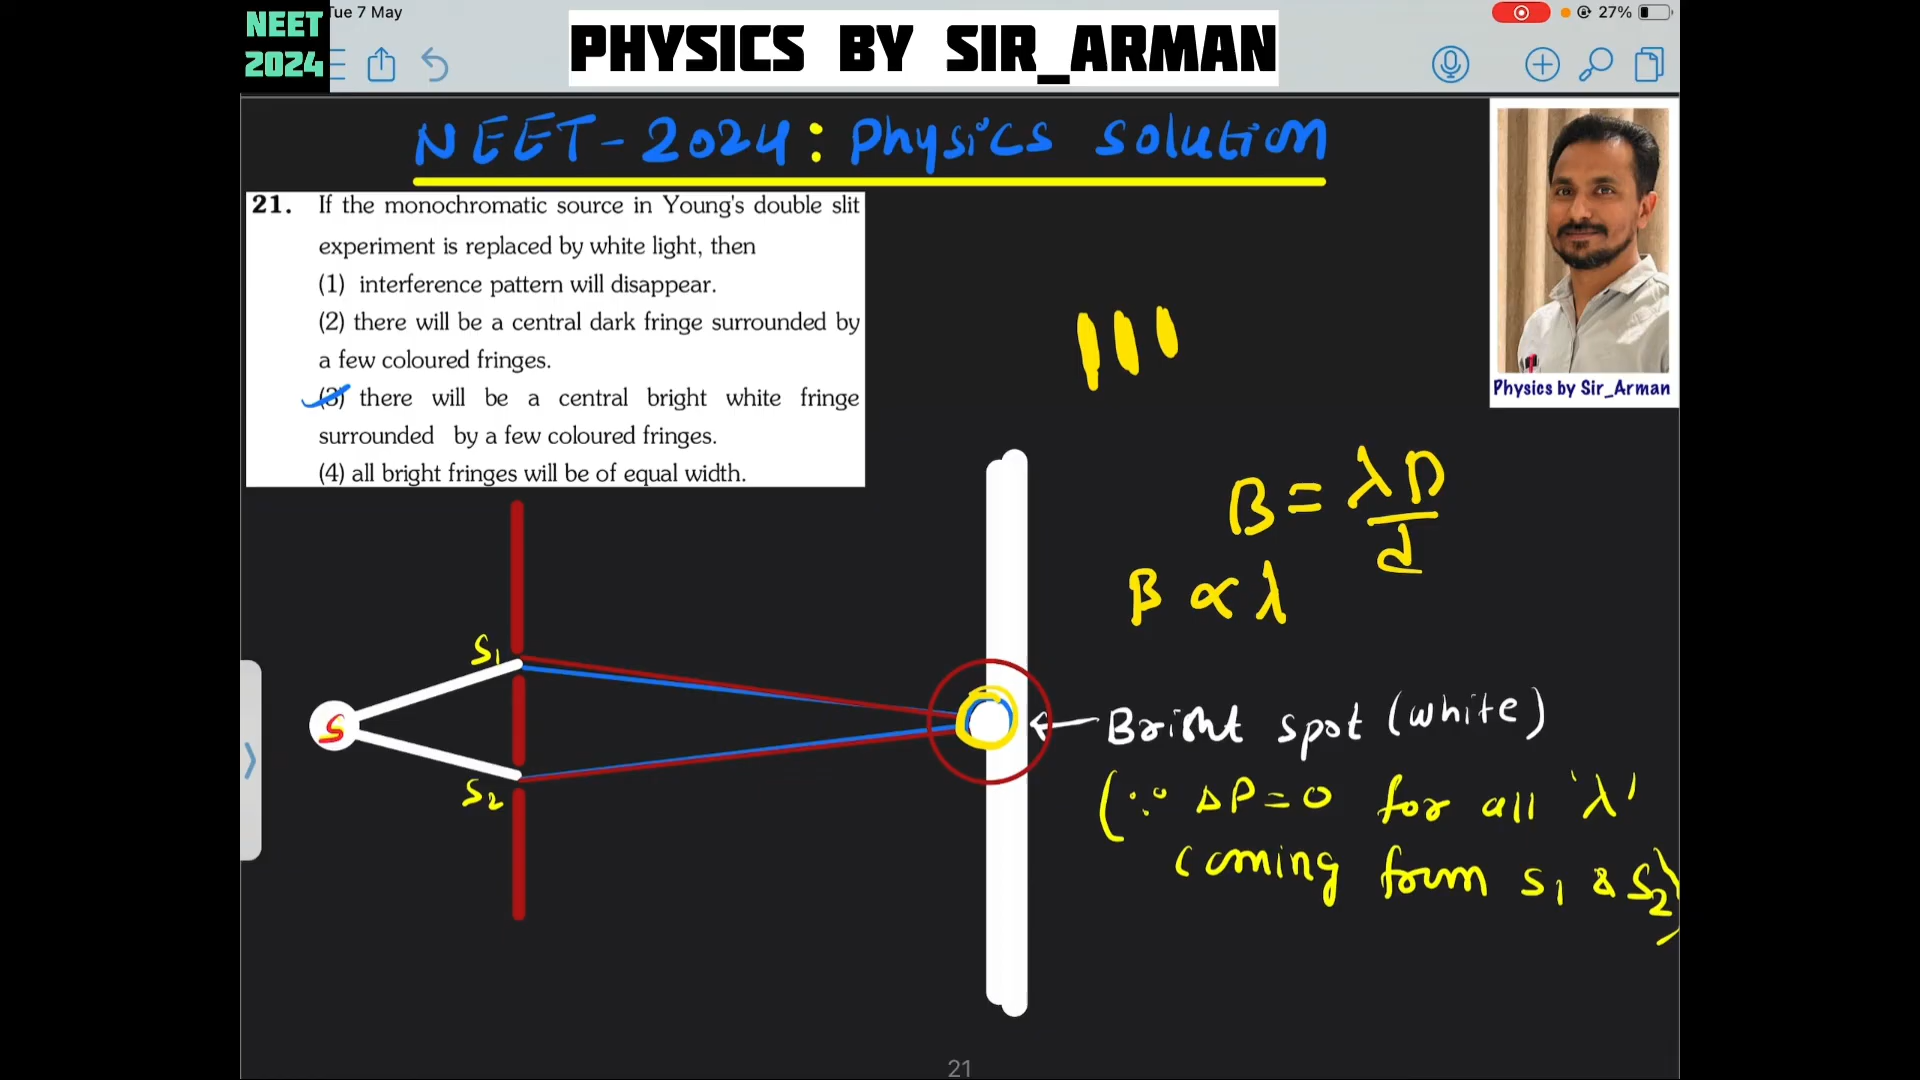 NEET
2024
Tue 7 May
PHYSICS BY SIR_ARMAN
27%
NEET-2024: Physics solution
21. If the monochromatic source in Young's double slit
experiment is replaced by white light, then
(1) interference pattern will disappear.
(2) there will be a central dark fringe surrounded by
a few coloured fringes.
(3) there will be a central bright white fringe
surrounded by a few coloured fringes.
(4) all bright fringes will be of equal width.
Physics by Sir_Arman
B = λD
d
β ∝ λ
S1
S
S2
Bright spot (white)
(∵ ΔP = 0 for all 'λ'
coming form S1 & S2)
21